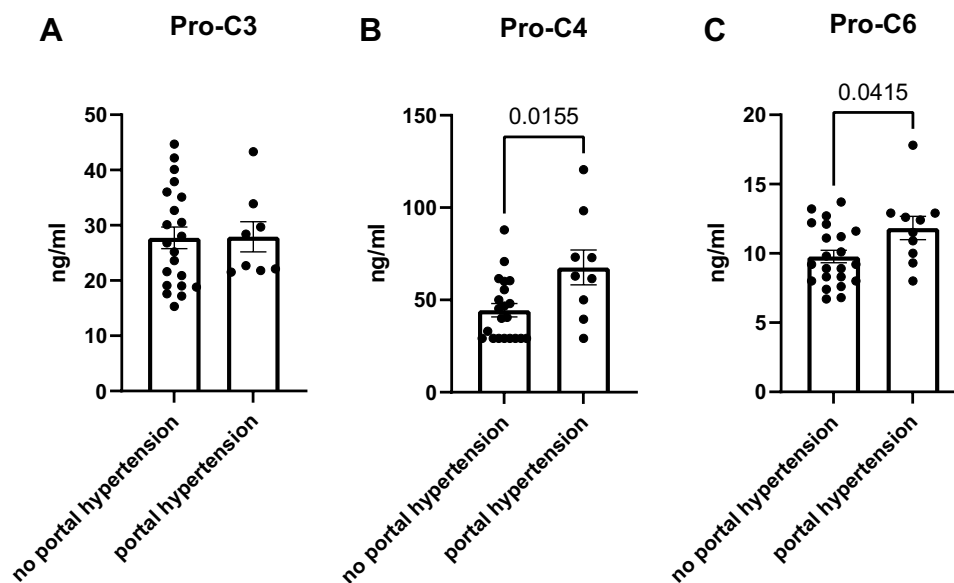 A
Pro-C3
B
Pro-C4
C
Pro-C6
ng/ml
50
40
30
20
10
0
no portal hypertension
portal hypertension
ng/ml
150
100
50
0
0.0155
no portal hypertension
portal hypertension
ng/ml
20
15
10
5
0
0.0415
no portal hypertension
portal hypertension